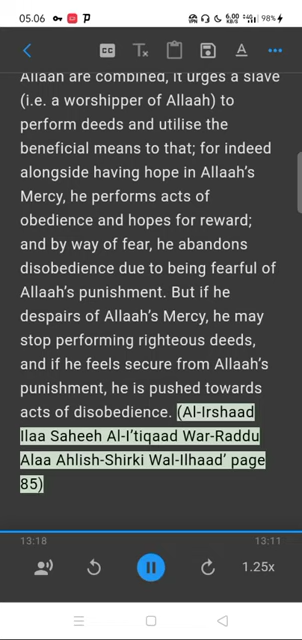 05.06
6.00 KB/S
4G
98%
CC
A
Allaah are combined, it urges a slave
(i.e. a worshipper of Allaah) to
perform deeds and utilise the
beneficial means to that; for indeed
alongside having hope in Allaah’s
Mercy, he performs acts of
obedience and hopes for reward;
and by way of fear, he abandons
disobedience due to being fearful of
Allaah’s punishment. But if he
despairs of Allaah’s Mercy, he may
stop performing righteous deeds,
and if he feels secure from Allaah’s
punishment, he is pushed towards
acts of disobedience. (Al-Irshaad
Ilaa Saheeh Al-I’tiqaad War-Raddu
Alaa Ahlish-Shirki Wal-Ilhaad’ page
85)
13:18
13:11
1.25x